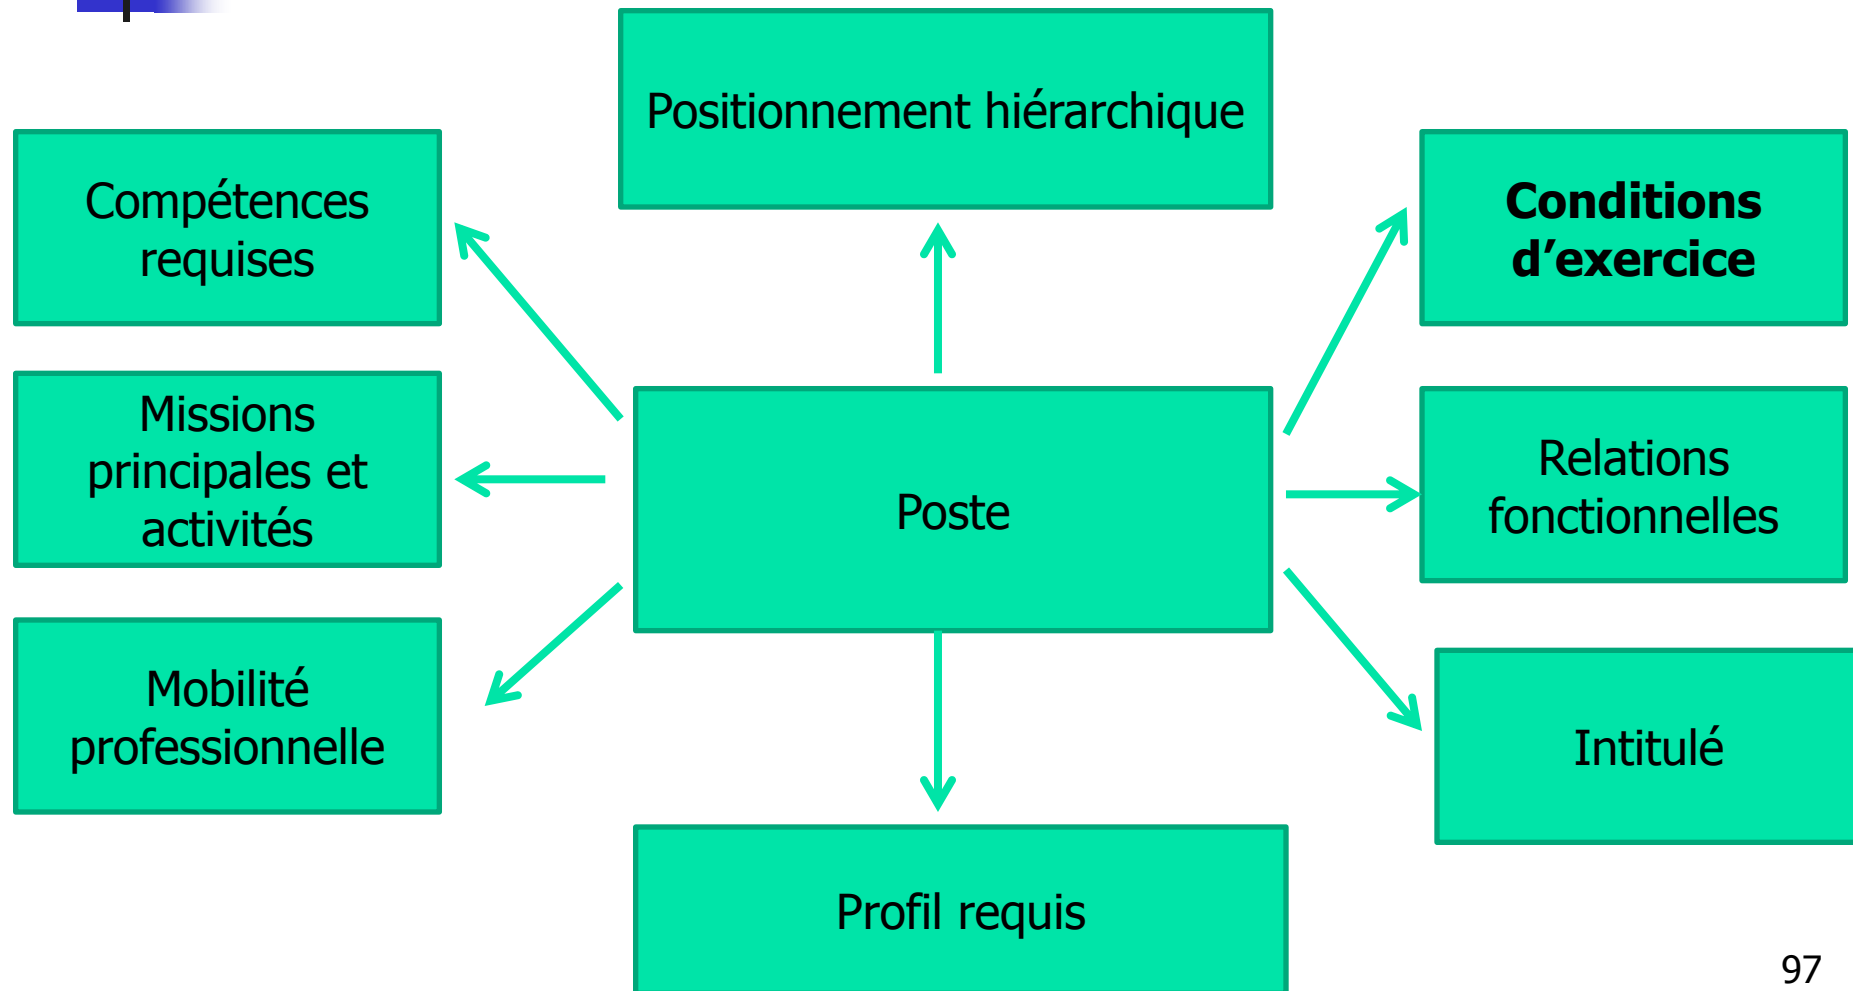 Positionnement hiérarchique
Compétences
requises
Conditions
d’exercice
Missions
principales et
activités
Poste
Relations
fonctionnelles
Mobilité
professionnelle
Intitulé
Profil requis
97